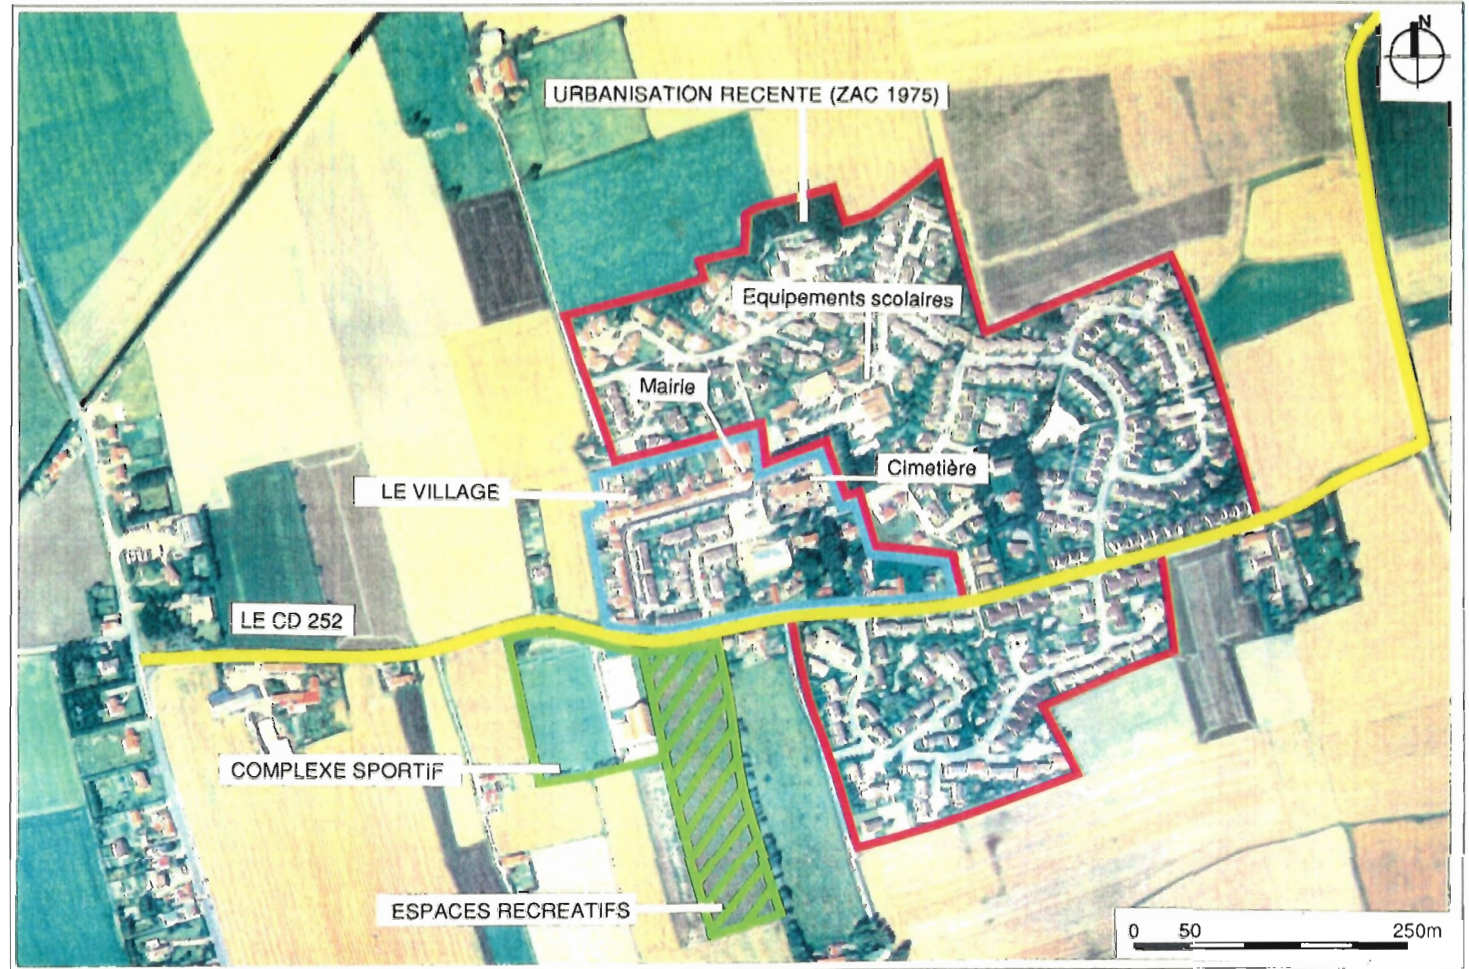 N
URBANISATION RECENTE (ZAC 1975)
Equipements scolaires
Mairie
Cimetière
LE VILLAGE
LE CD 252
COMPLEXE SPORTIF
ESPACES RECREATIFS
0 50 250m